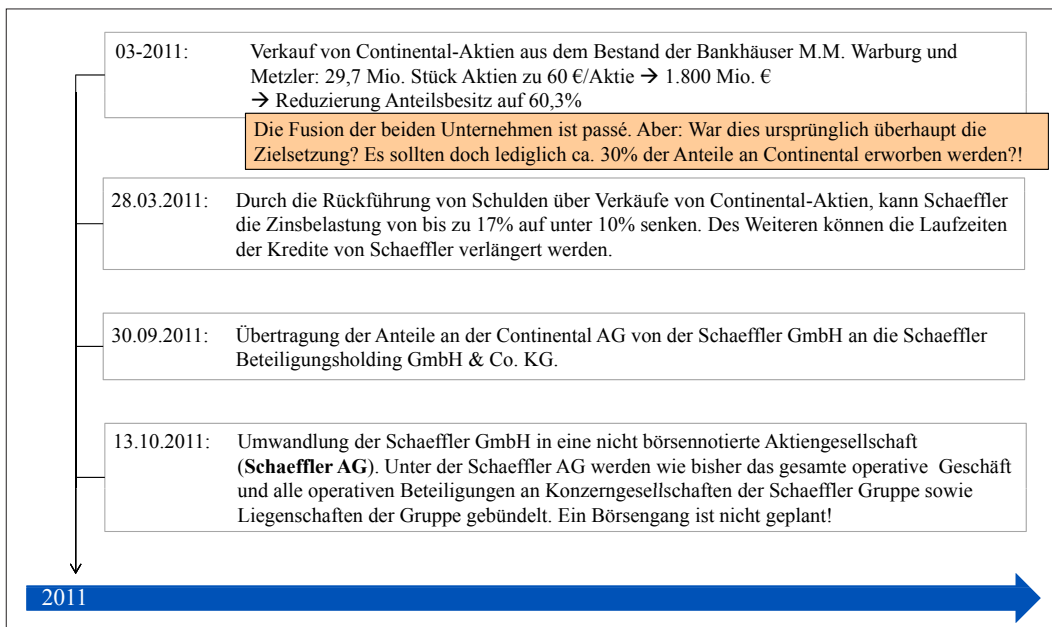 03-2011: Verkauf von Continental-Aktien aus dem Bestand der Bankhäuser M.M. Warburg und
Metzler: 29,7 Mio. Stück Aktien zu 60 €/Aktie → 1.800 Mio. €
→ Reduzierung Anteilsbesitz auf 60,3%
Die Fusion der beiden Unternehmen ist passé. Aber: War dies ursprünglich überhaupt die
Zielsetzung? Es sollten doch lediglich ca. 30% der Anteile an Continental erworben werden?!
28.03.2011: Durch die Rückführung von Schulden über Verkäufe von Continental-Aktien, kann Schaeffler
die Zinsbelastung von bis zu 17% auf unter 10% senken. Des Weiteren können die Laufzeiten
der Kredite von Schaeffler verlängert werden.
30.09.2011: Übertragung der Anteile an der Continental AG von der Schaeffler GmbH an die Schaeffler
Beteiligungsholding GmbH & Co. KG.
13.10.2011: Umwandlung der Schaeffler GmbH in eine nicht börsennotierte Aktiengesellschaft
(Schaeffler AG). Unter der Schaeffler AG werden wie bisher das gesamte operative Geschäft
und alle operativen Beteiligungen an Konzerngesellschaften der Schaeffler Gruppe sowie
Liegenschaften der Gruppe gebündelt. Ein Börsengang ist nicht geplant!
2011